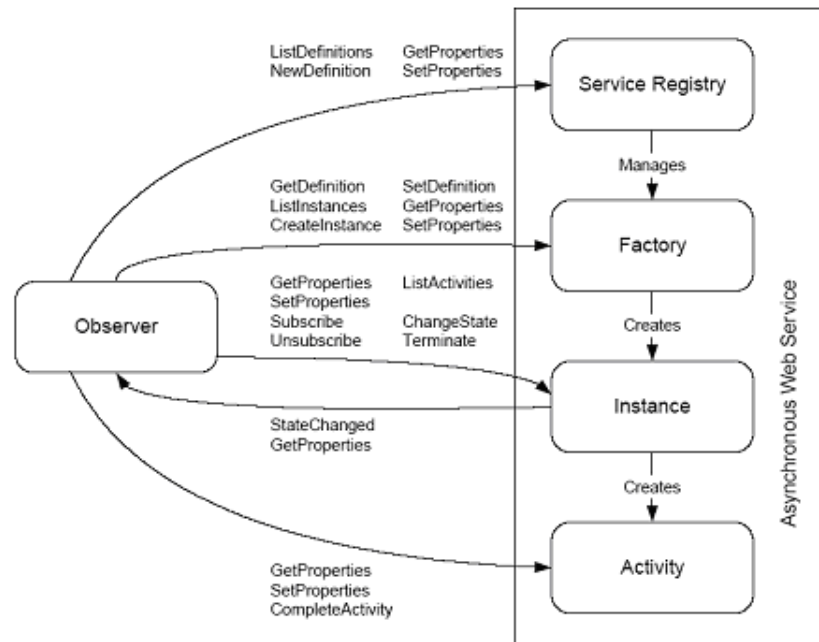 ListDefinitions GetProperties
NewDefinition SetProperties
Service Registry
Manages
GetDefinition SetDefinition
ListInstances GetProperties
CreateInstance SetProperties
Factory
GetProperties ListActivities
SetProperties
Subscribe ChangeState
Unsubscribe Terminate
Observer
Creates
Instance
StateChanged
GetProperties
Creates
Activity
GetProperties
SetProperties
CompleteActivity
Asynchronous Web Service